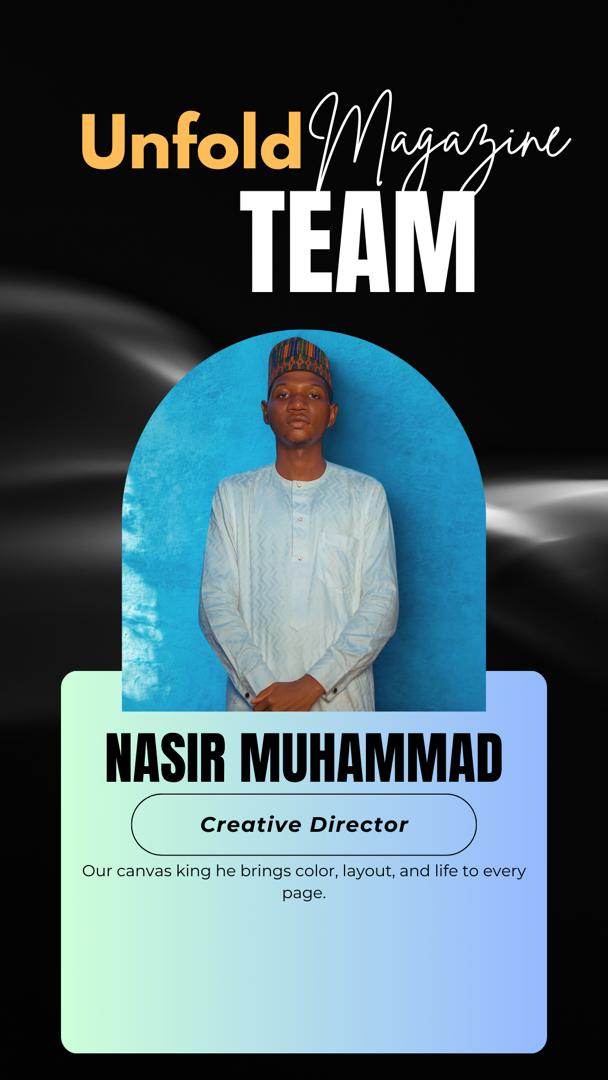 Unfold Magazine
TEAM
NASIR MUHAMMAD
Creative Director
Our canvas king he brings color, layout, and life to every
page.